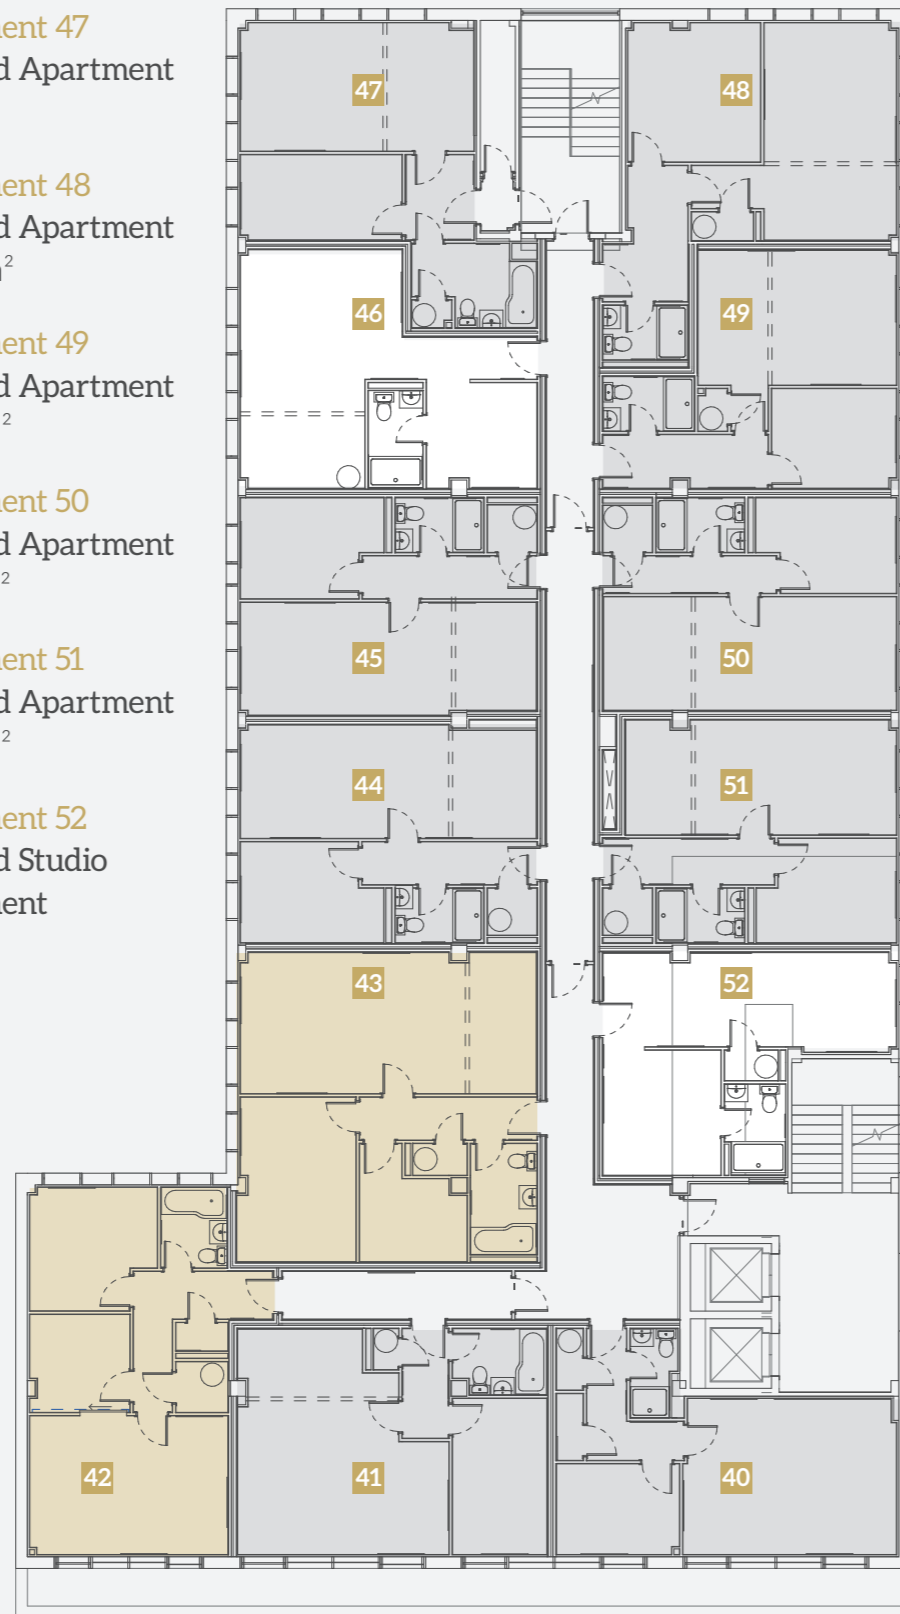 ent 47
d Apartment
ent 48
d Apartment
2
ent 49
d Apartment
2
ent 50
d Apartment
2
ent 51
d Apartment
2
ent 52
d Studio
ent
47
48
46
49
45
50
44
51
43
52
42
41
40